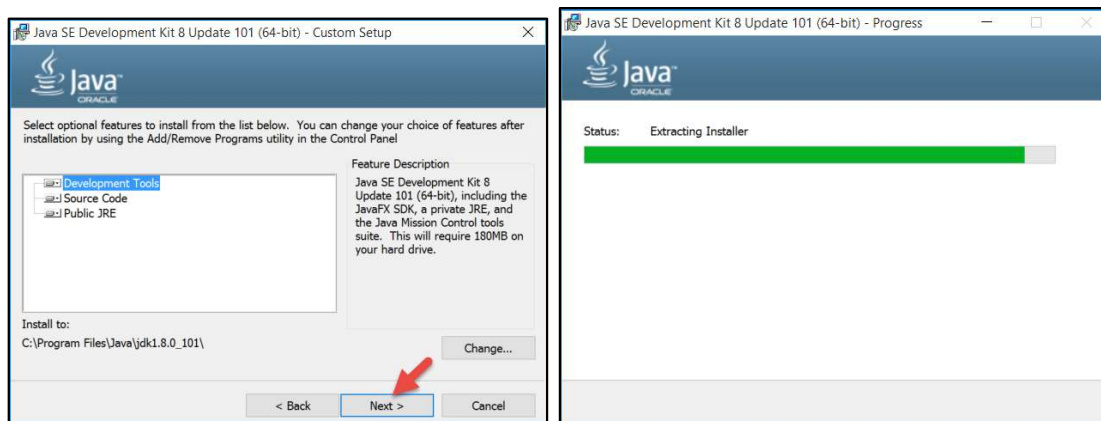 Java SE Development Kit 8 Update 101 (64-bit) - Custom Setup
Java™
ORACLE
Select optional features to install from the list below. You can change your choice of features after
installation by using the Add/Remove Programs utility in the Control Panel
Development Tools
Source Code
Public JRE
Feature Description
Java SE Development Kit 8
Update 101 (64-bit), including the
JavaFX SDK, a private JRE, and
the Java Mission Control tools
suite. This will require 180MB on
your hard drive.
Install to:
C:\Program Files\Java\jdk1.8.0_101\
Change...
< Back
Next >
Cancel
Java SE Development Kit 8 Update 101 (64-bit) - Progress
Java™
ORACLE
Status: Extracting Installer